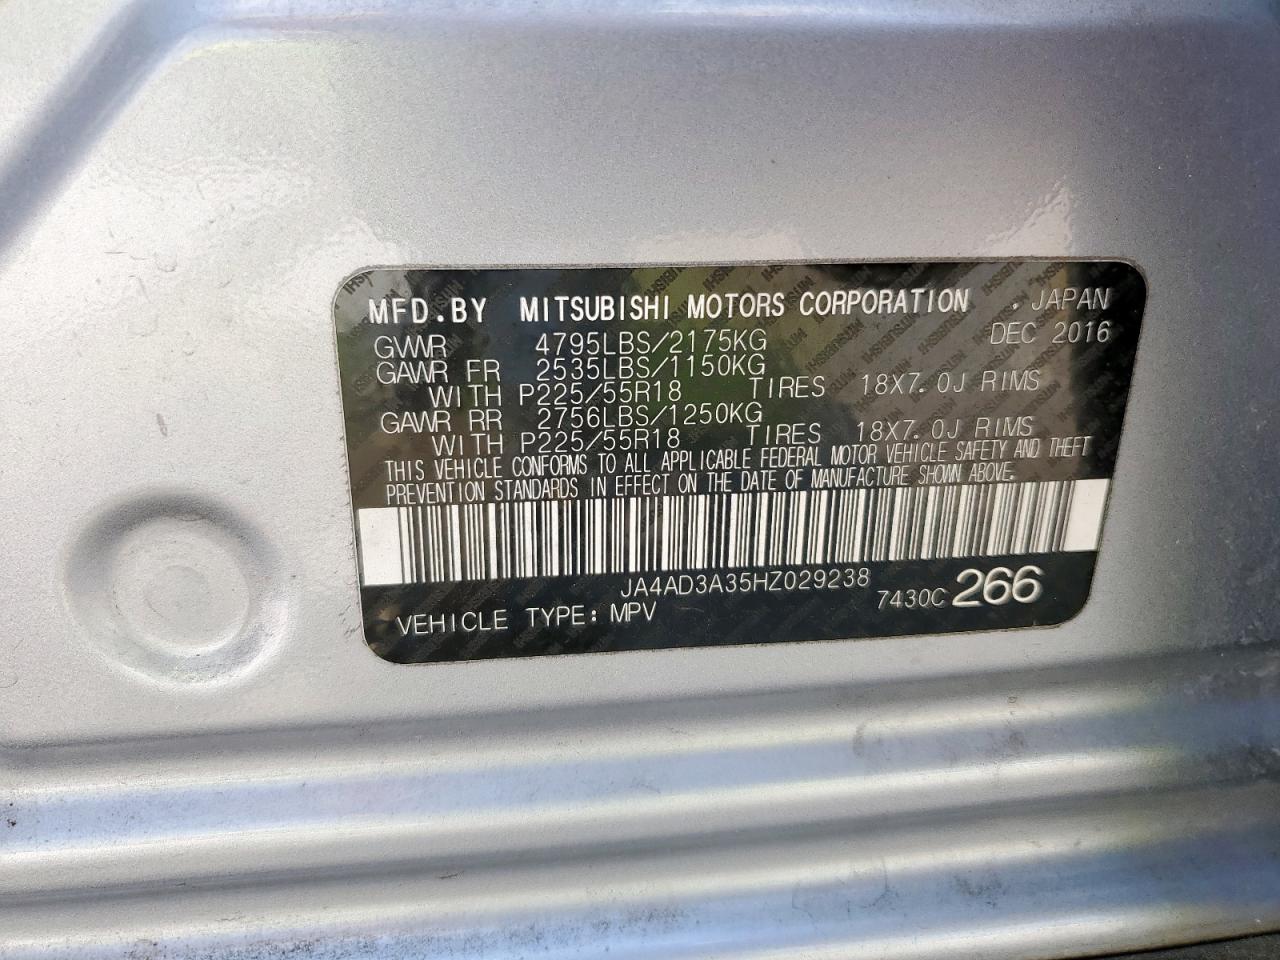 MFD.BY MITSUBISHI MOTORS CORPORATION . JAPAN
GVWR 4795LBS/2175KG DEC 2016
GAWR FR 2535LBS/1150KG
WITH P225/55R18 TIRES 18X7.0J RIMS
GAWR RR 2756LBS/1250KG
WITH P225/55R18 TIRES 18X7.0J RIMS
THIS VEHICLE CONFORMS TO ALL APPLICABLE FEDERAL MOTOR VEHICLE SAFETY AND THEFT
PREVENTION STANDARDS IN EFFECT ON THE DATE OF MANUFACTURE SHOWN ABOVE.
JA4AD3A35HZ029238
7430C 266
VEHICLE TYPE: MPV